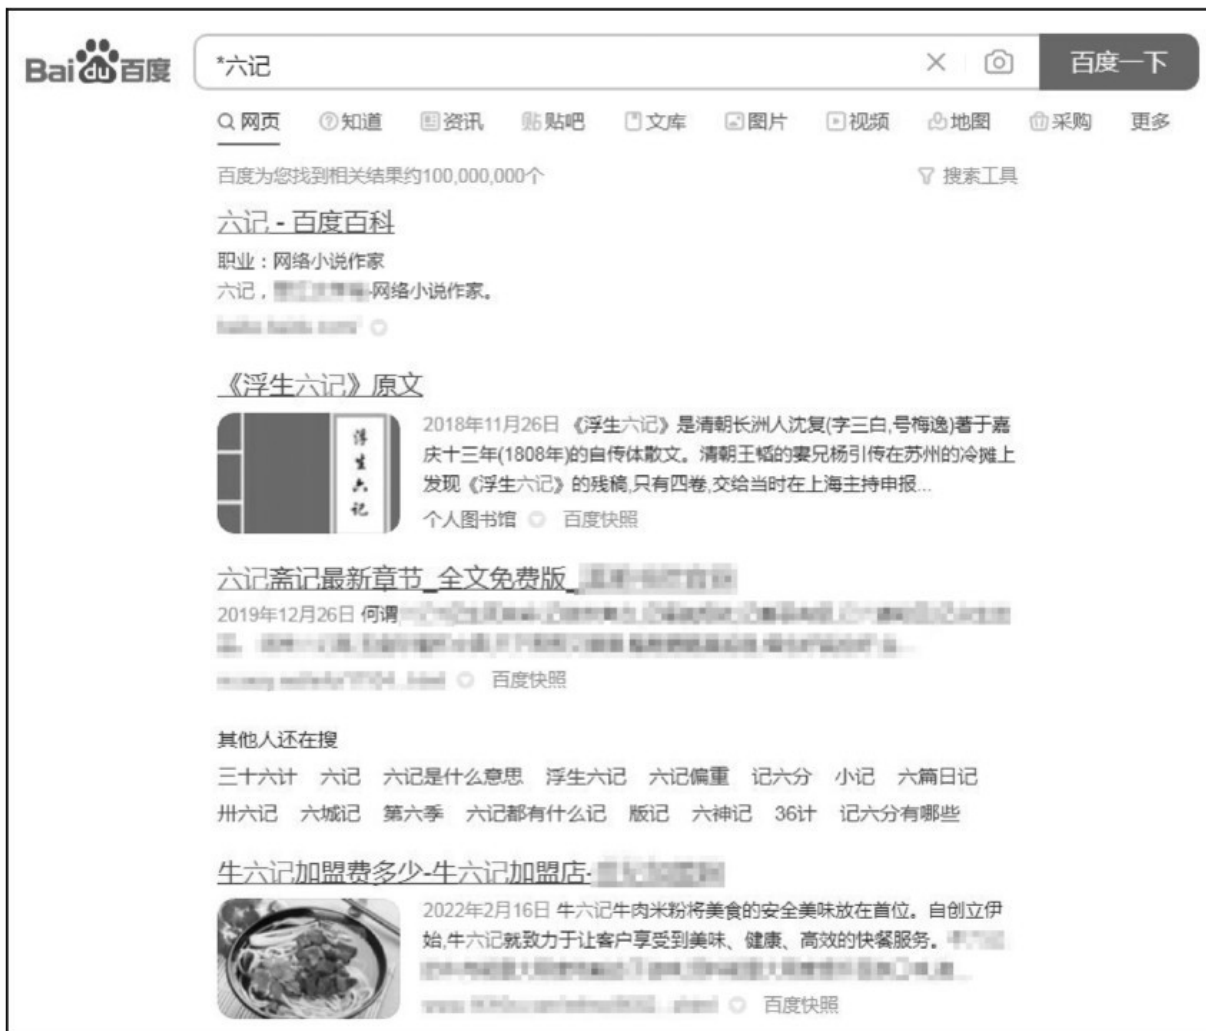 Bai du 百度 *六记 百度一下
网页 知道 资讯 贴吧 文库 图片 视频 地图 采购 更多
百度为您找到相关结果约100,000,000个 搜索工具
六记 - 百度百科
职业：网络小说作家
六记， 网络小说作家。
《浮生六记》原文
浮生六记
2018年11月26日 《浮生六记》是清朝长洲人沈复(字三白,号梅逸)著于嘉
庆十三年(1808年)的自传体散文。清朝王韬的妻兄杨引传在苏州的冷摊上
发现《浮生六记》的残稿,只有四卷,交给当时在上海主持申报...
个人图书馆 百度快照
六记斋记最新章节_全文免费版_
2019年12月26日 何谓
百度快照
其他人还在搜
三十六计 六记 六记是什么意思 浮生六记 六记偏重 记六分 小记 六篇日记
卅六记 六城记 第六季 六记都有什么记 版记 六神记 36计 记六分有哪些
牛六记加盟费多少-牛六记加盟店-
2022年2月16日 牛六记牛肉米粉将美食的安全美味放在首位。自创立伊
始,牛六记就致力于让客户享受到美味、健康、高效的快餐服务。
百度快照